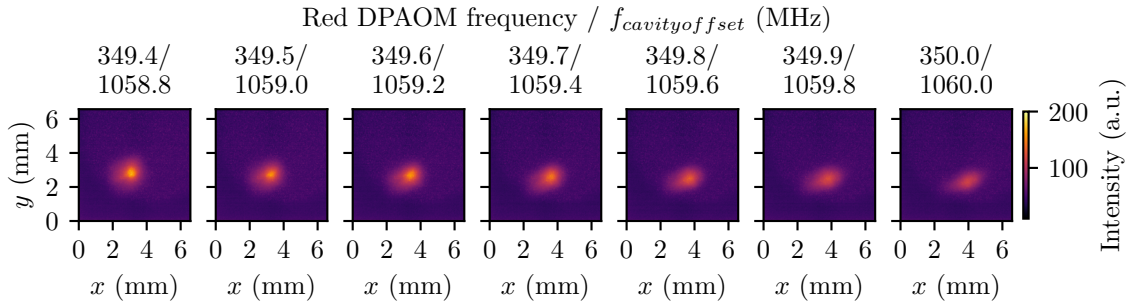 Red DPAOM frequency / f_cavityoffset (MHz)
349.4/ 349.5/ 349.6/ 349.7/ 349.8/ 349.9/ 350.0/
1058.8 1059.0 1059.2 1059.4 1059.6 1059.8 1060.0
6
4
2
0
y (mm)
0 2 4 6 0 2 4 6 0 2 4 6 0 2 4 6 0 2 4 6 0 2 4 6 0 2 4 6
x (mm) x (mm) x (mm) x (mm) x (mm) x (mm) x (mm)
200
100
Intensity (a.u.)